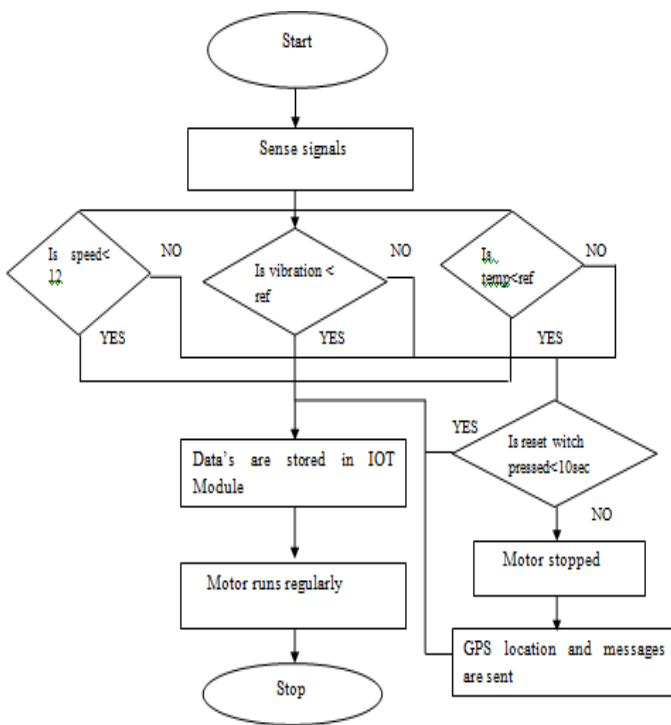 Start
Sense signals
Is speed<
12
NO
Is vibration <
ref
NO
Is
temp<ref
NO
YES
YES
YES
YES
Is reset witch
pressed<10sec
NO
Data's are stored in IOT
Module
Motor stopped
Motor runs regularly
GPS location and messages
are sent
Stop